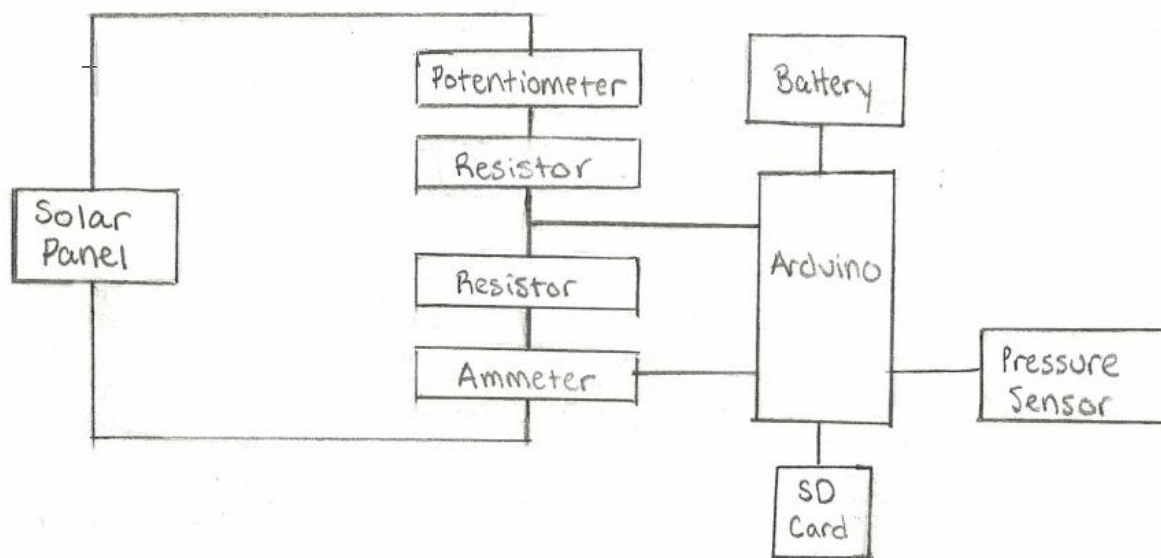 Potentiometer
Battery
Resistor
Solar
Panel
Arduino
Resistor
Pressure
Sensor
Ammeter
SD
Card